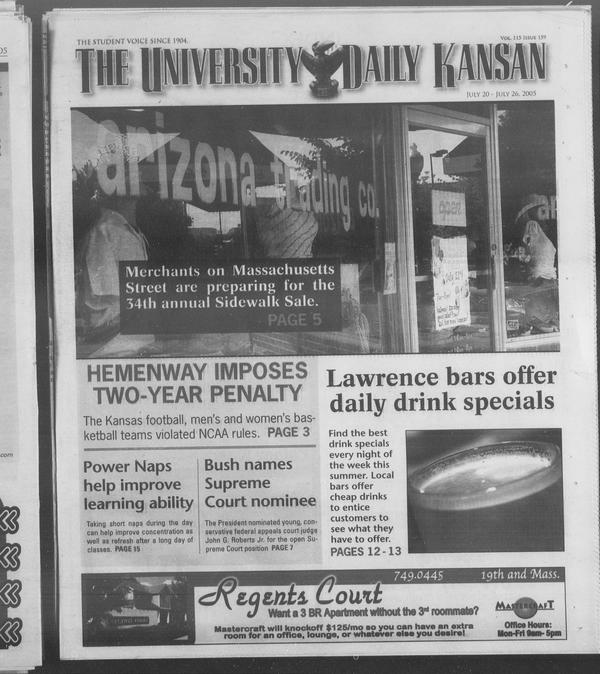 THE STUDENT VOICE SINCE 1904.
VOL. 115 ISSUE 159
THE UNIVERSITY DAILY KANSAN
JULY 20 - JULY 26, 2005
arizona trading co.
open
Merchants on Massachusetts
Street are preparing for the
34th annual Sidewalk Sale.
PAGE 5
HEMENWAY IMPOSES
TWO-YEAR PENALTY
The Kansas football, men's and women's bas-
ketball teams violated NCAA rules. PAGE 3
Power Naps
help improve
learning ability
Taking short naps during the day
can help improve concentration as
well as refresh after a long day of
classes. PAGE 15
Bush names
Supreme
Court nominee
The President nominated young, con-
servative federal appeals court judge
John G. Roberts Jr. for the open Su-
preme Court position PAGE 7
Lawrence bars offer
daily drink specials
Find the best
drink specials
every night of
the week this
summer. Local
bars offer
cheap drinks
to entice
customers to
see what they
have to offer.
PAGES 12-13
749.0445 19th and Mass.
Regents Court
Want a 3 BR Apartment without the 3rd roommate?
Mastercraft will knockoff $125/mo so you can have an extra
room for an office, lounge, or whatever else you desire!
MASTERCRAFT
Office Hours:
Mon-Fri 9am- 5pm